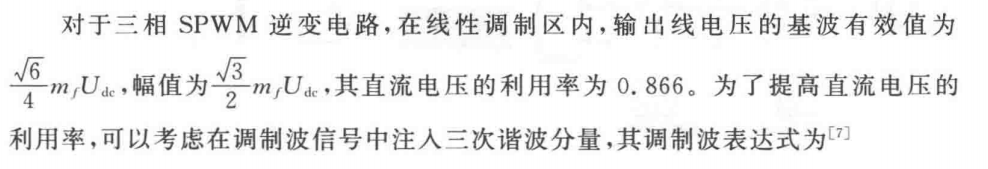 对于三相 SPWM 逆变电路,在线性调制区内,输出线电压的基波有效值为
$\frac{\sqrt{6}}{4}m_f U_{dc}$,幅值为$\frac{\sqrt{3}}{2}m_f U_{dc}$,其直流电压的利用率为 0.866。为了提高直流电压的
利用率,可以考虑在调制波信号中注入三次谐波分量,其调制波表达式为[7]